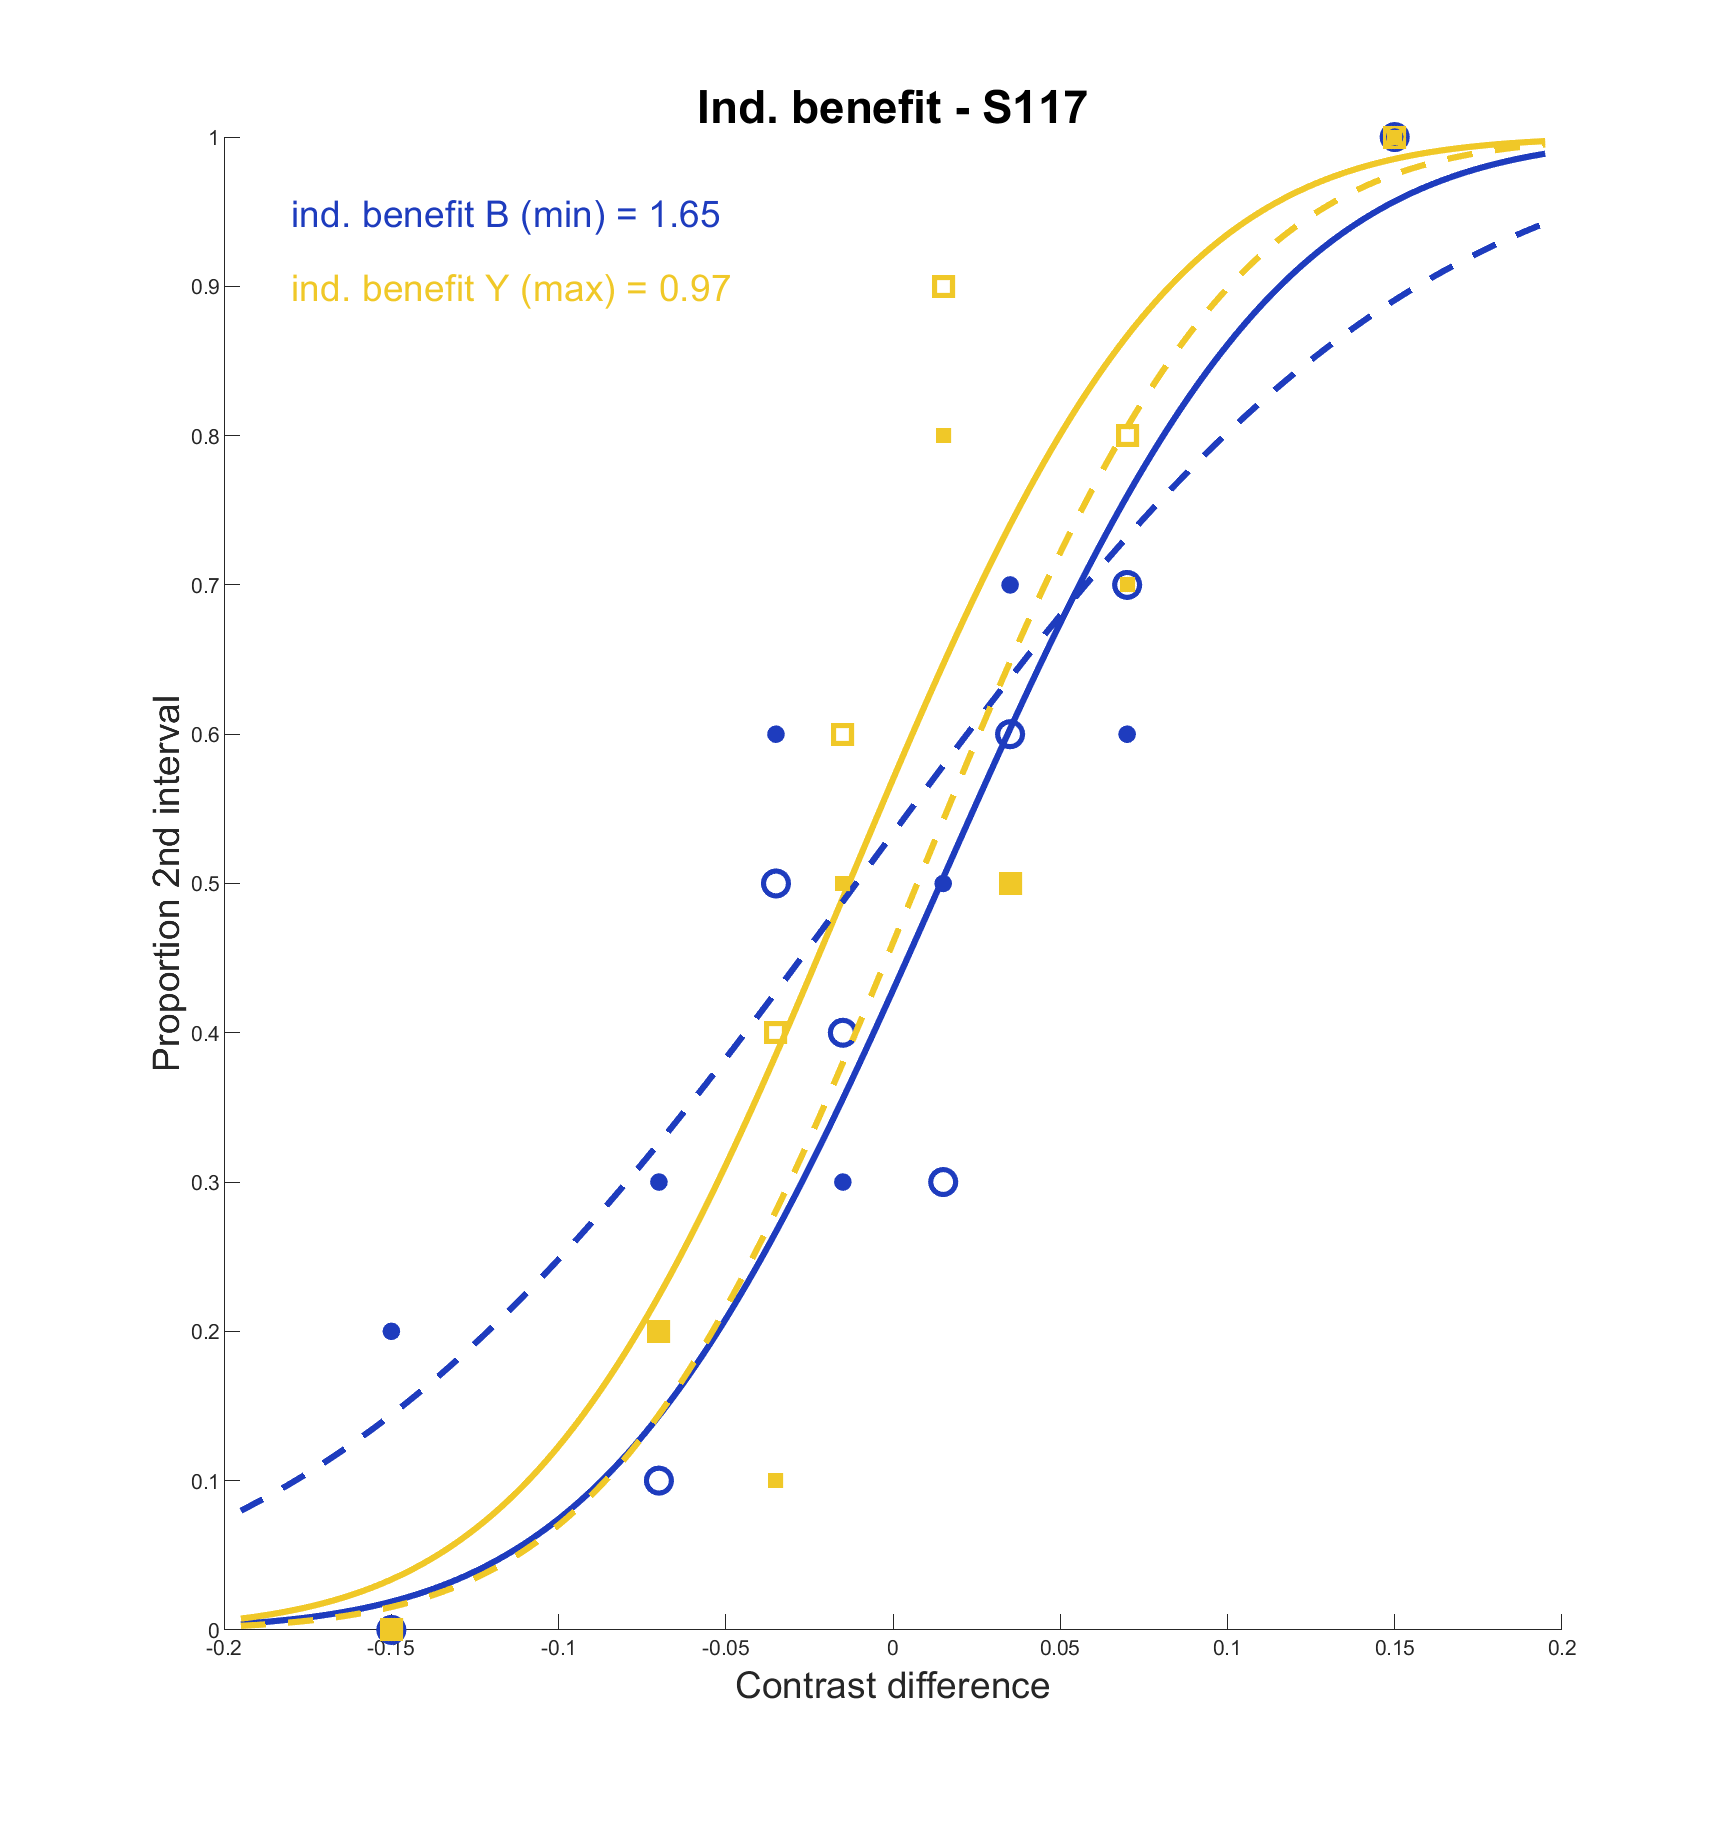 Ind. benefit - S117
ind. benefit B (min) = 1.65
ind. benefit Y (max) = 0.97
Proportion 2nd interval
1
0.9
0.8
0.7
0.6
0.5
0.4
0.3
0.2
0.1
0
-0.2 -0.15 -0.1 -0.05 0 0.05 0.1 0.15 0.2
Contrast difference